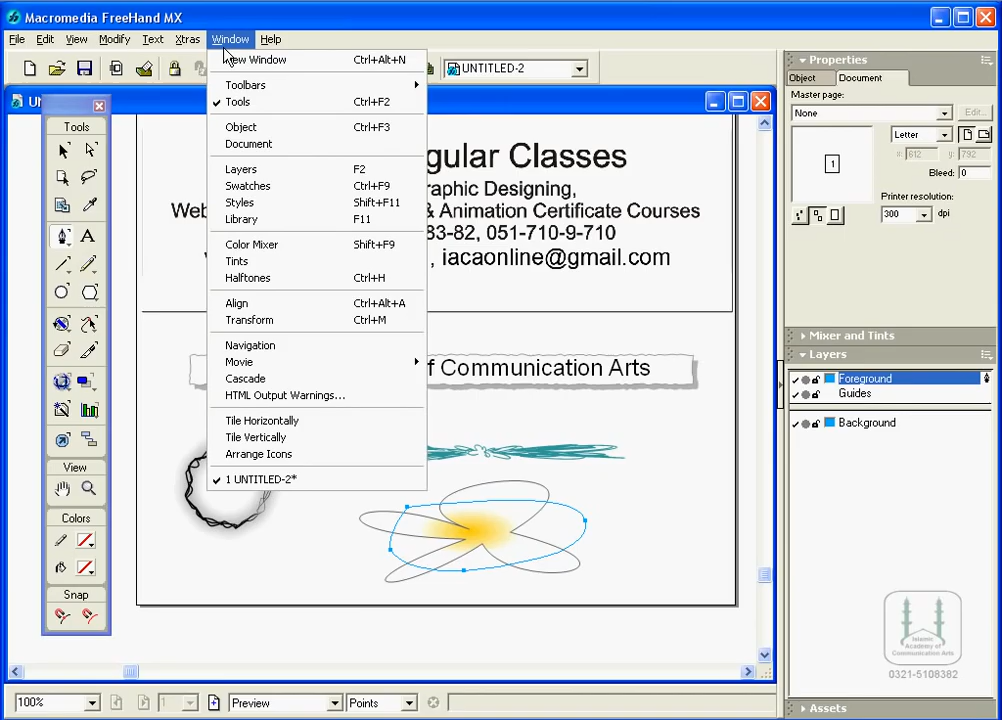 Macromedia FreeHand MX
File Edit View Modify Text Xtras Window Help
UNTITLED-2
New Window Ctrl+Alt+N
Toolbars
Tools Ctrl+F2
Object Ctrl+F3
Document
Layers F2
Swatches Ctrl+F9
Styles Shift+F11
Library F11
Color Mixer Shift+F9
Tints
Halftones Ctrl+H
Align Ctrl+Alt+A
Transform Ctrl+M
Navigation
Movie
Cascade
HTML Output Warnings...
Tile Horizontally
Tile Vertically
Arrange Icons
1 UNTITLED-2*
Tools
View
Colors
Snap
gular Classes
raphic Designing,
Web
& Animation Certificate Courses
83-82, 051-710-9-710
, iacaonline@gmail.com
of Communication Arts
Properties
Object Document
Master page:
None Edit...
1
Letter
x: 612 y: 792
Bleed: 0
Printer resolution:
300 dpi
Mixer and Tints
Layers
Foreground
Guides
Background
Islamic
Academy of
Communication Arts
0321-5108382
Assets
100% 1 Preview Points